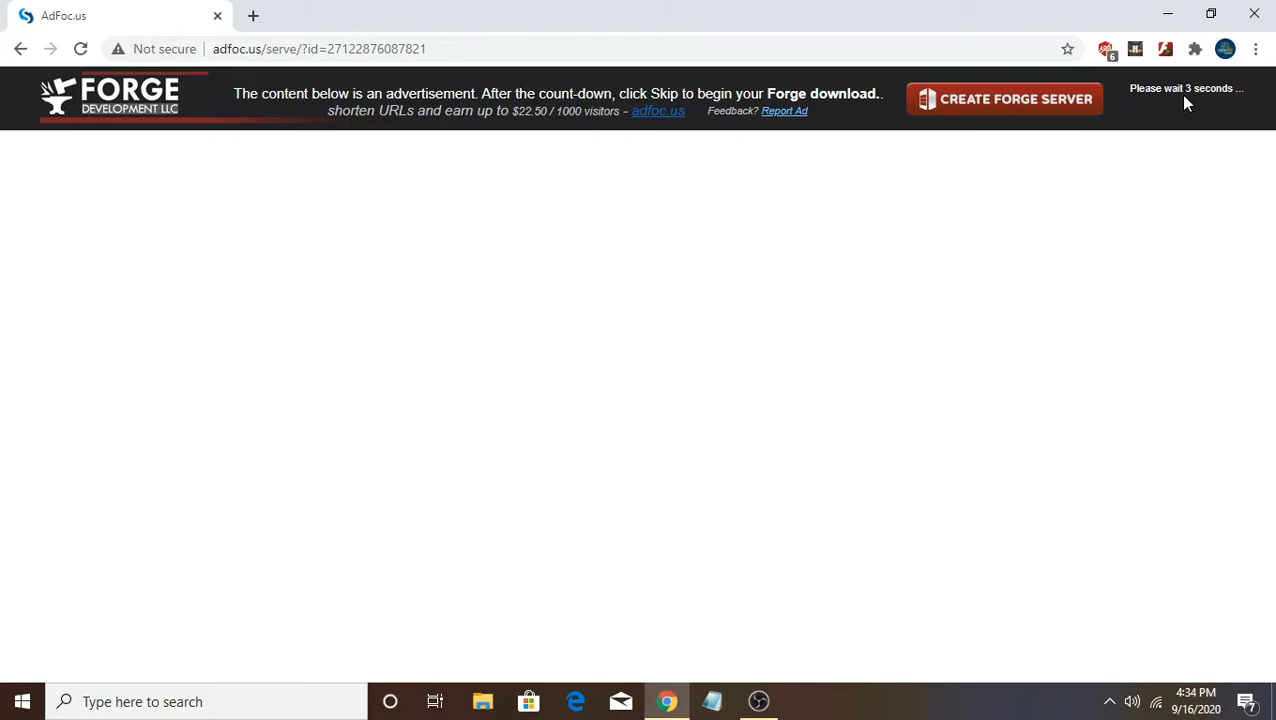 AdFoc.us
Not secure
adfoc.us/serve/?id=27122876087821
6
FORGE
DEVELOPMENT LLC
The content below is an advertisement. After the count-down, click Skip to begin your Forge download..
shorten URLs and earn up to $22.50 / 1000 visitors - adfoc.us
Feedback? Report Ad
CREATE FORGE SERVER
Please wait 3 seconds ...
Type here to search
4:34 PM
9/16/2020
7